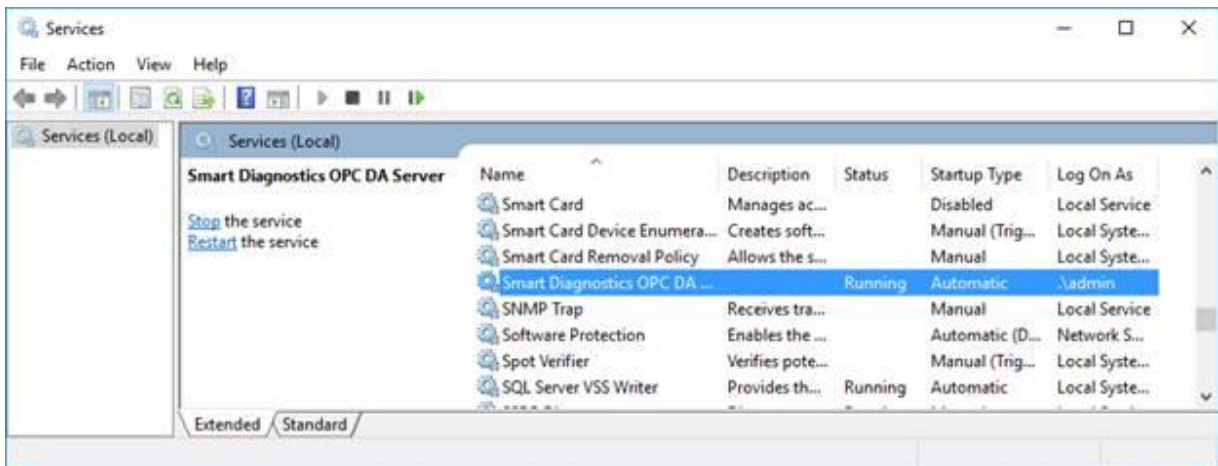 Services
File Action View Help
Services (Local)
Services (Local)
Smart Diagnostics OPC DA Server
Stop the service
Restart the service
Name Description Status Startup Type Log On As
Smart Card Manages ac... Disabled Local Service
Smart Card Device Enumera... Creates soft... Manual (Trig... Local Syste...
Smart Card Removal Policy Allows the s... Manual Local Syste...
Smart Diagnostics OPC DA ... Running Automatic .\admin
SNMP Trap Receives tra... Manual Local Service
Software Protection Enables the ... Automatic (D... Network S...
Spot Verifier Verifies pote... Manual (Trig... Local Syste...
SQL Server VSS Writer Provides th... Running Automatic Local Syste...
Extended Standard